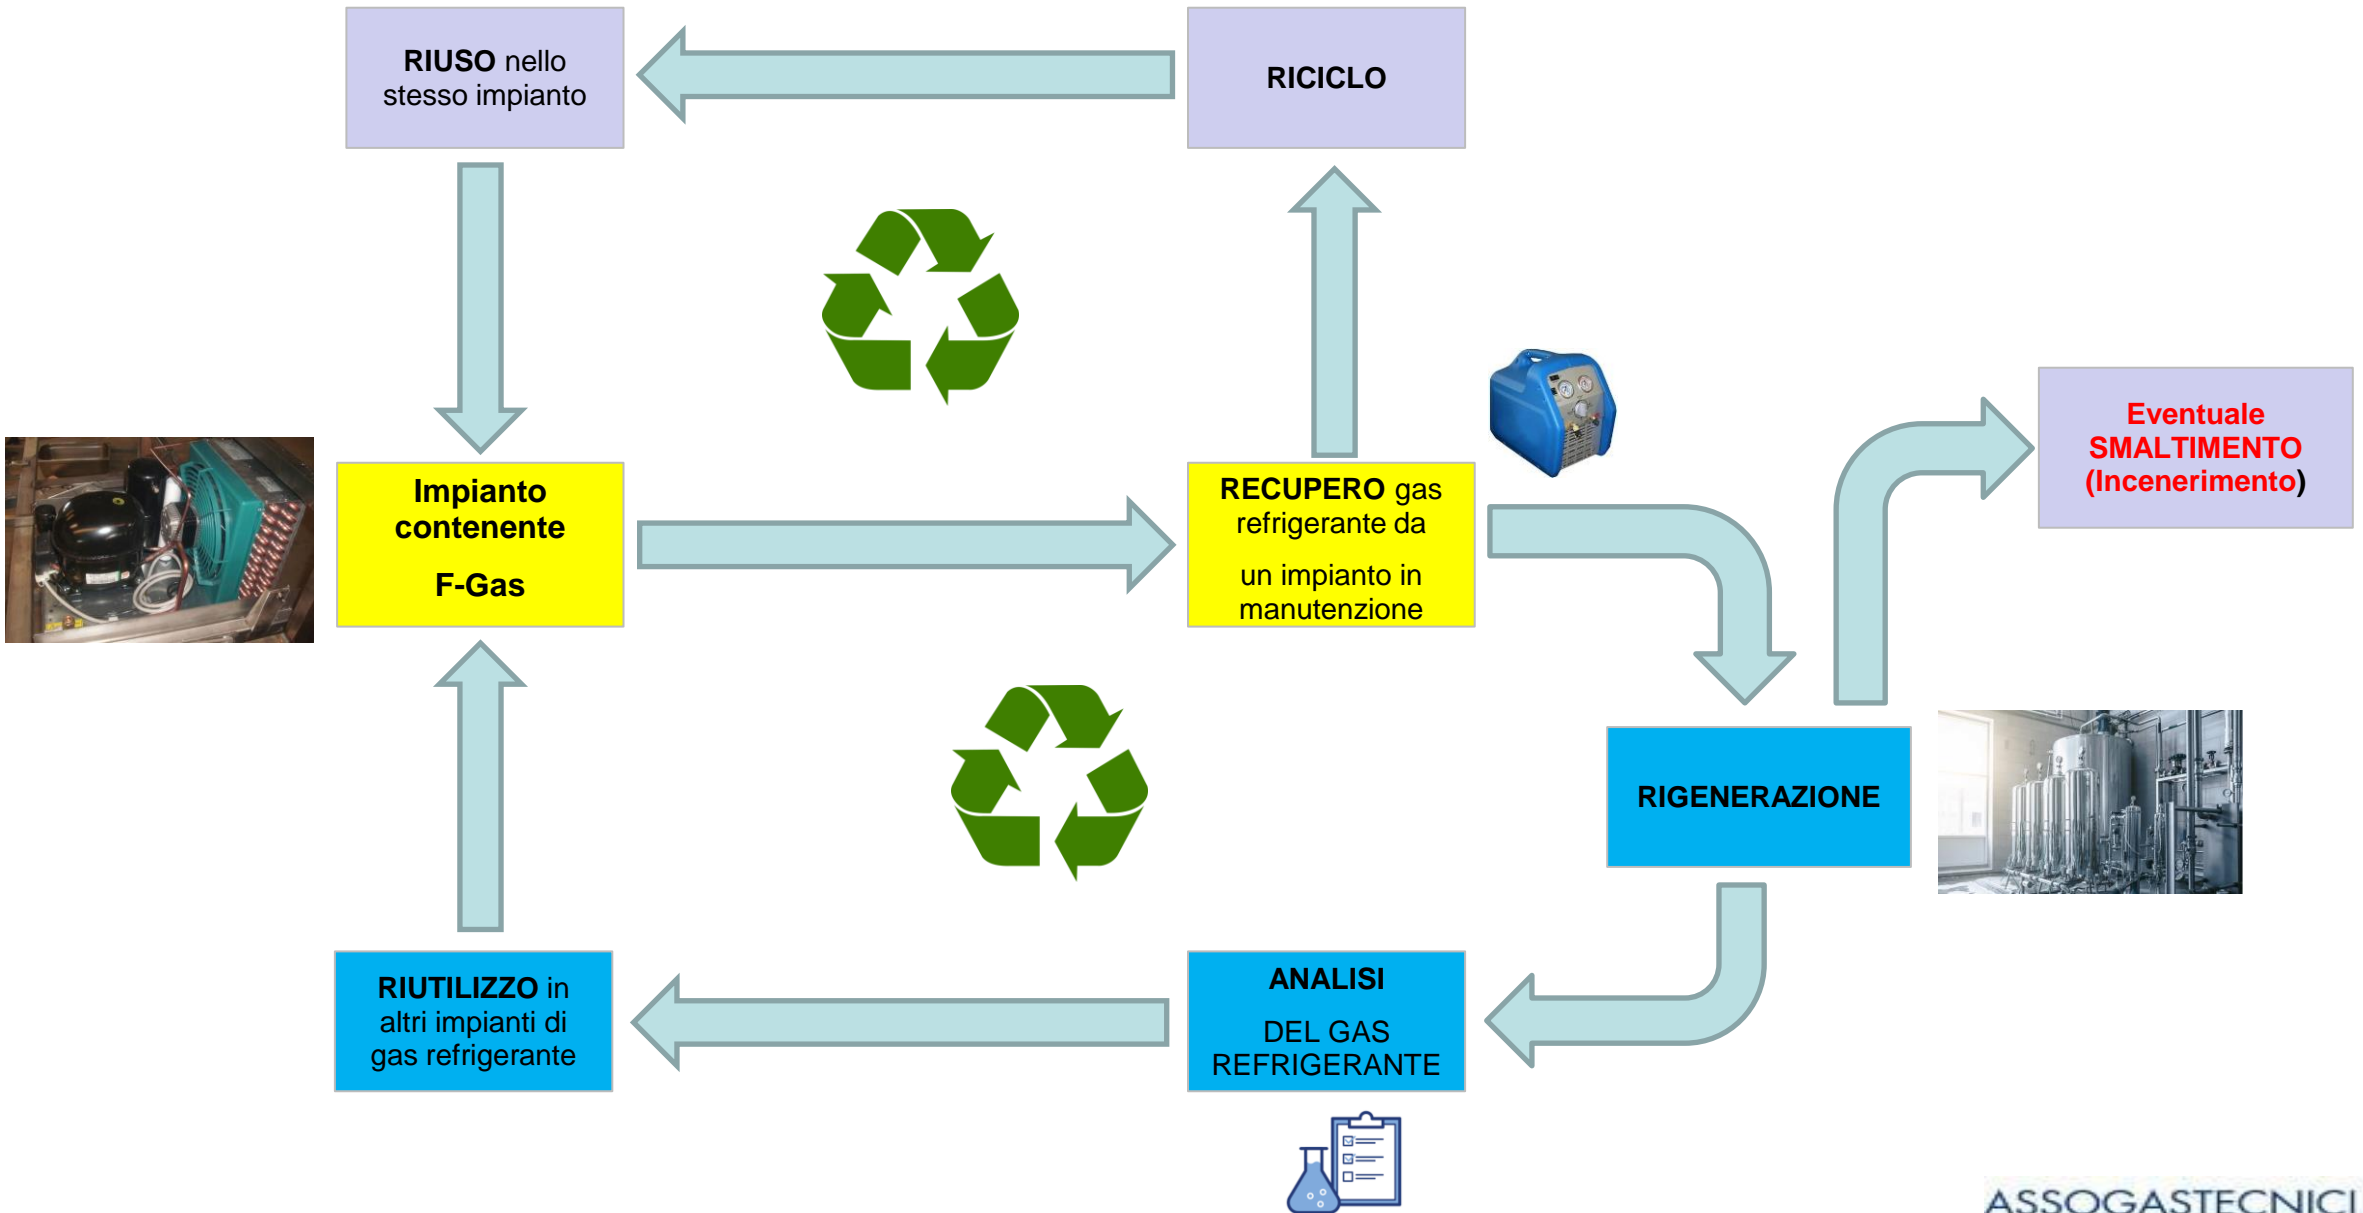 RIUSO nello
stesso impianto
RICICLO
Impianto
contenente
F-Gas
RECUPERO gas
refrigerante da
un impianto in
manutenzione
Eventuale
SMALTIMENTO
(Incenerimento)
RIGENERAZIONE
RIUTILIZZO in
altri impianti di
gas refrigerante
ANALISI
DEL GAS
REFRIGERANTE
ASSOGASTECNICI